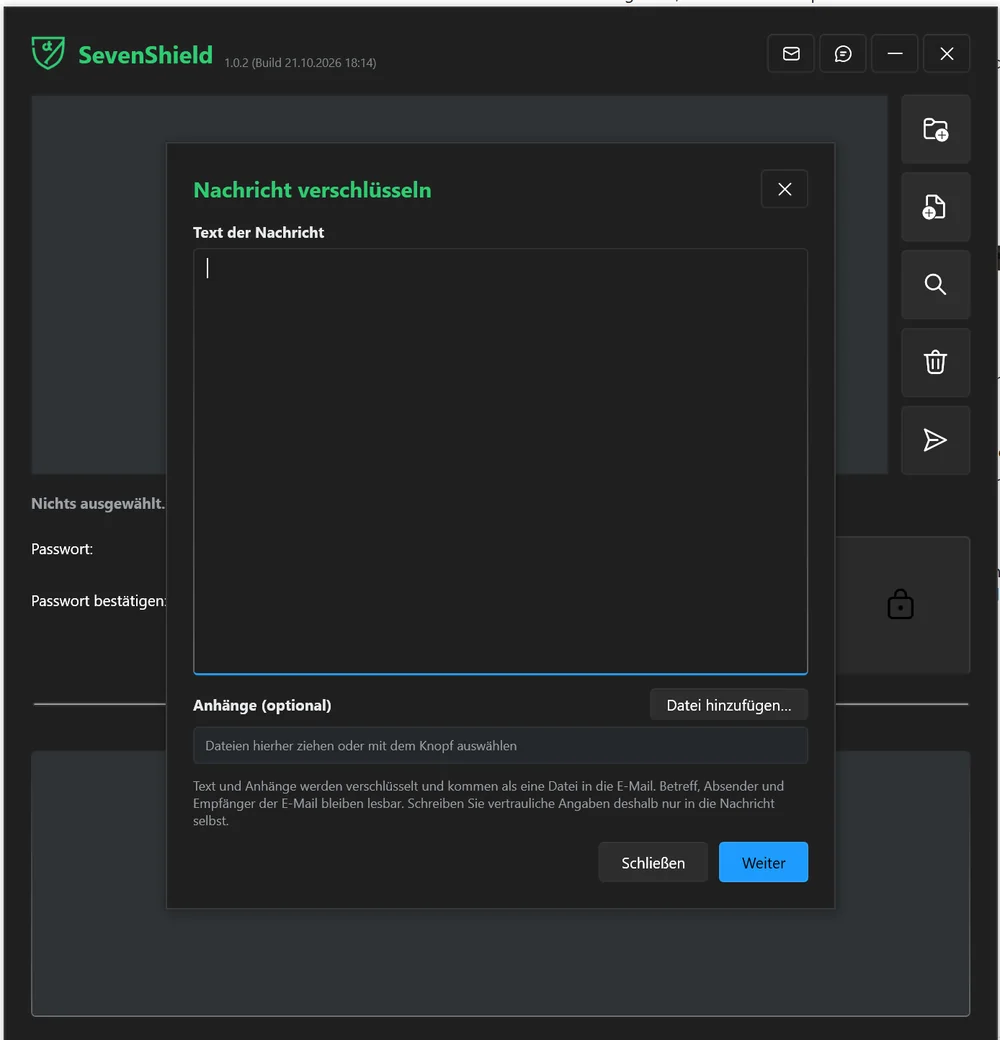 SevenShield 1.0.2 (Build 21.10.2026 18:14)
Nachricht verschlüsseln
Text der Nachricht
Nichts ausgewählt.
Passwort:
Passwort bestätigen:
Anhänge (optional)
Datei hinzufügen...
Dateien hierher ziehen oder mit dem Knopf auswählen
Text und Anhänge werden verschlüsselt und kommen als eine Datei in die E-Mail. Betreff, Absender und
Empfänger der E-Mail bleiben lesbar. Schreiben Sie vertrauliche Angaben deshalb nur in die Nachricht
selbst.
Schließen
Weiter